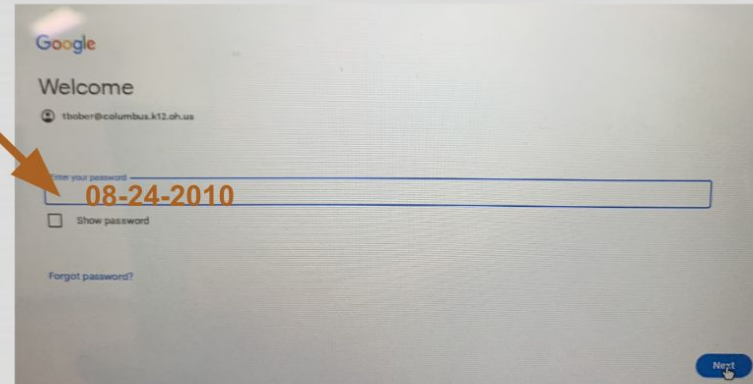 Google
Welcome
tbober@columbus.k12.oh.us
Enter your password
08-24-2010
Show password
Forgot password?
Next